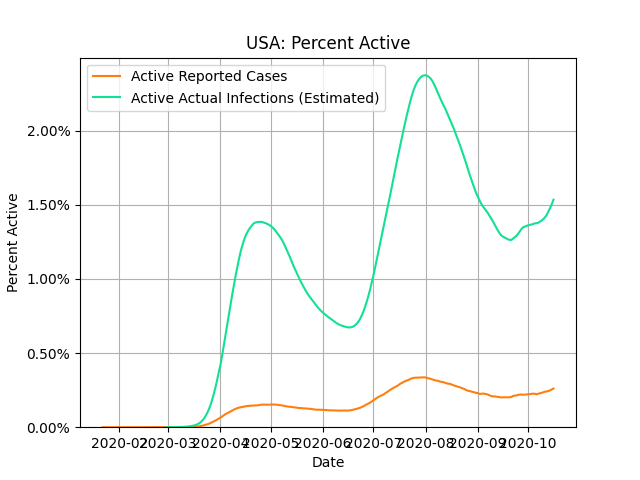 USA: Percent Active
Active Reported Cases
Active Actual Infections (Estimated)
Percent Active
2.00%
1.50%
1.00%
0.50%
0.00%
2020-02 2020-03 2020-04 2020-05 2020-06 2020-07 2020-08 2020-09 2020-10
Date